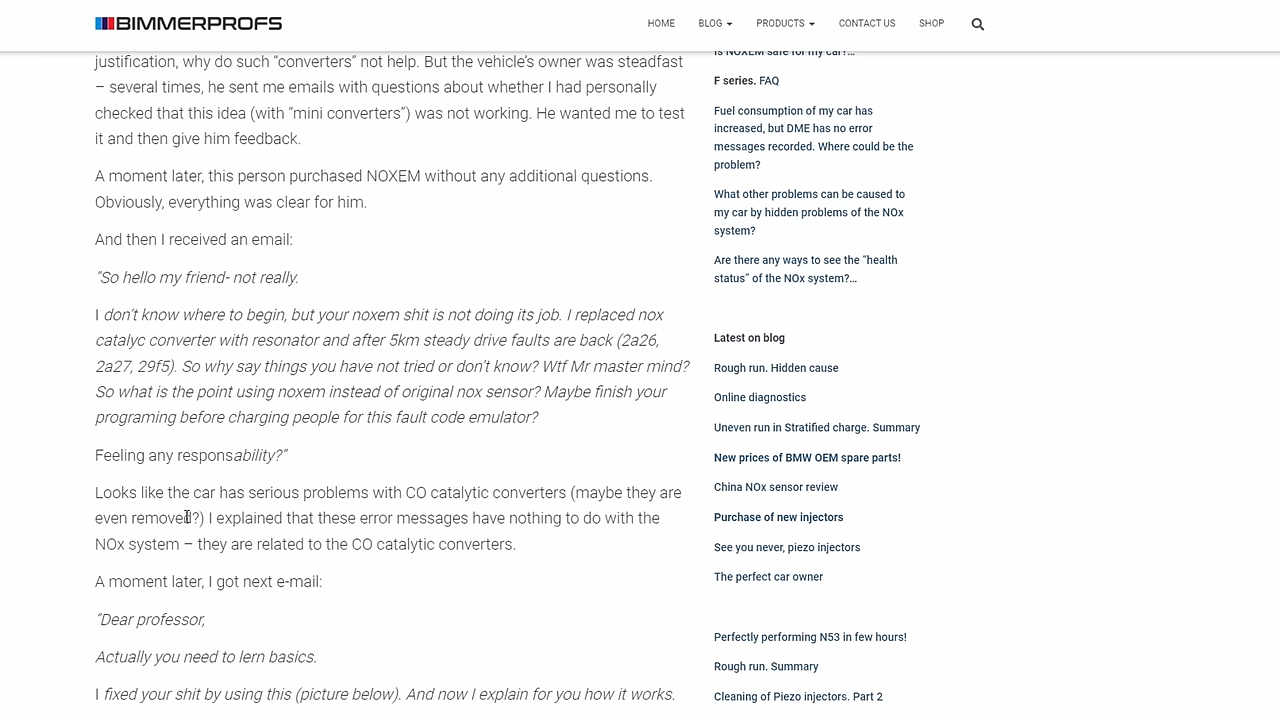 BIMMERPROFS
HOME BLOG PRODUCTS CONTACT US SHOP
justification, why do such “converters” not help. But the vehicle’s owner was steadfast
– several times, he sent me emails with questions about whether I had personally
checked that this idea (with “mini converters”) was not working. He wanted me to test
it and then give him feedback.
A moment later, this person purchased NOXEM without any additional questions.
Obviously, everything was clear for him.
And then I received an email:
“So hello my friend- not really.
I don’t know where to begin, but your noxem shit is not doing its job. I replaced nox
catalyc converter with resonator and after 5km steady drive faults are back (2a26,
2a27, 29f5). So why say things you have not tried or don’t know? Wtf Mr master mind?
So what is the point using noxem instead of original nox sensor? Maybe finish your
programing before charging people for this fault code emulator?
Feeling any responsability?”
Looks like the car has serious problems with CO catalytic converters (maybe they are
even removed?) I explained that these error messages have nothing to do with the
NOx system – they are related to the CO catalytic converters.
A moment later, I got next e-mail:
“Dear professor,
Actually you need to lern basics.
I fixed your shit by using this (picture below). And now I explain for you how it works.
Is NOXEM safe for my car?…
F series. FAQ
Fuel consumption of my car has
increased, but DME has no error
messages recorded. Where could be the
problem?
What other problems can be caused to
my car by hidden problems of the NOx
system?
Are there any ways to see the “health
status” of the NOx system?…
Latest on blog
Rough run. Hidden cause
Online diagnostics
Uneven run in Stratified charge. Summary
New prices of BMW OEM spare parts!
China NOx sensor review
Purchase of new injectors
See you never, piezo injectors
The perfect car owner
Perfectly performing N53 in few hours!
Rough run. Summary
Cleaning of Piezo injectors. Part 2